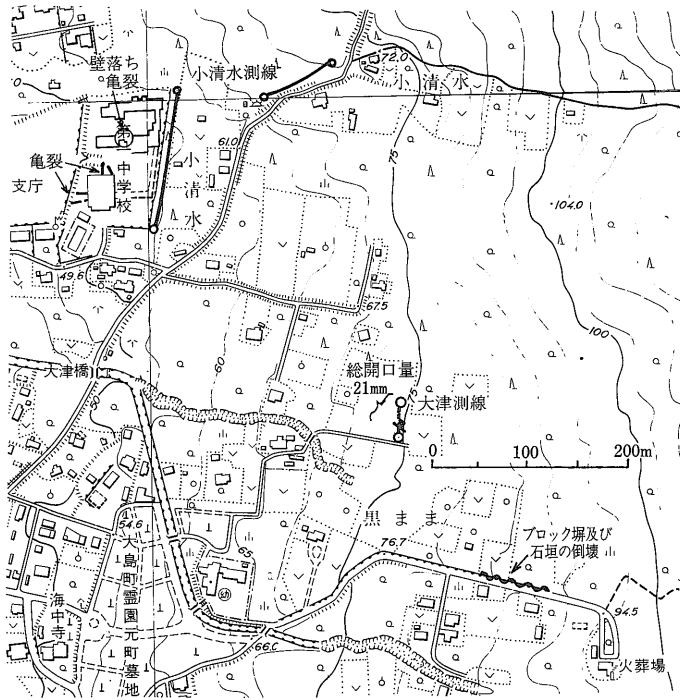 壁落ち
亀裂
小清水測線
72.0
小清水
75
61.0
亀裂
支庁
中学校
小清水
104.0
49.6
67.5
100
60
総開口量
21mm
大津橋
50
75
大津測線
0 100 200m
黒まま
54.6
76.7
ブロック塀及び
石垣の倒壊
65
大島町霊園元町墓地
幼
海中寺
66.0
94.5
火葬場